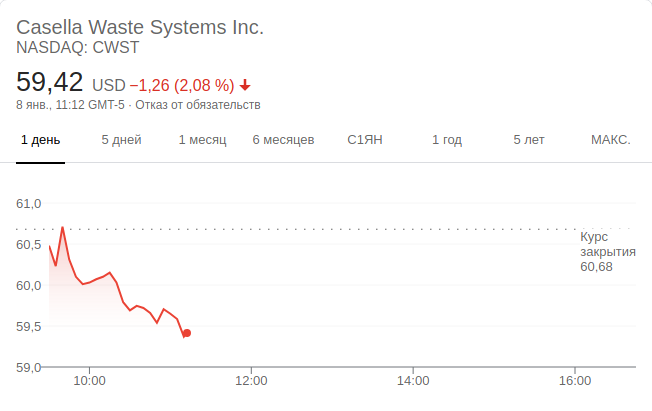 Casella Waste Systems Inc.
NASDAQ: CWST
59,42 USD −1,26 (2,08 %)
8 янв., 11:12 GMT-5 · Отказ от обязательств
1 день 5 дней 1 месяц 6 месяцев С1ЯН 1 год 5 лет МАКС.
61,0
60,5
60,0
59,5
59,0
Курс
закрытия
60,68
10:00 12:00 14:00 16:00